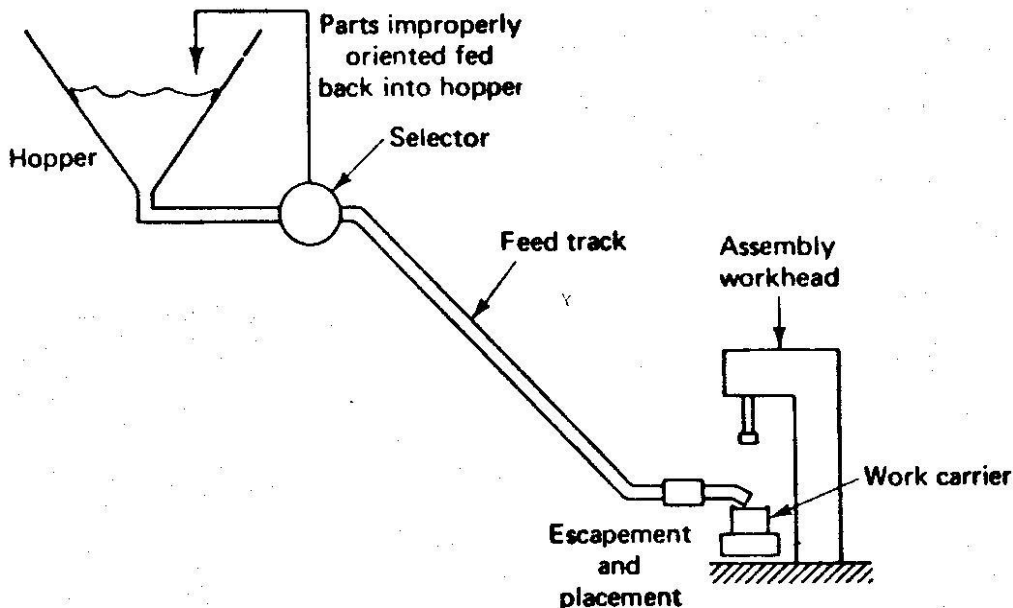 Parts improperly
oriented fed
back into hopper
Hopper
Selector
Feed track
Assembly
workhead
Work carrier
Escapement
and
placement